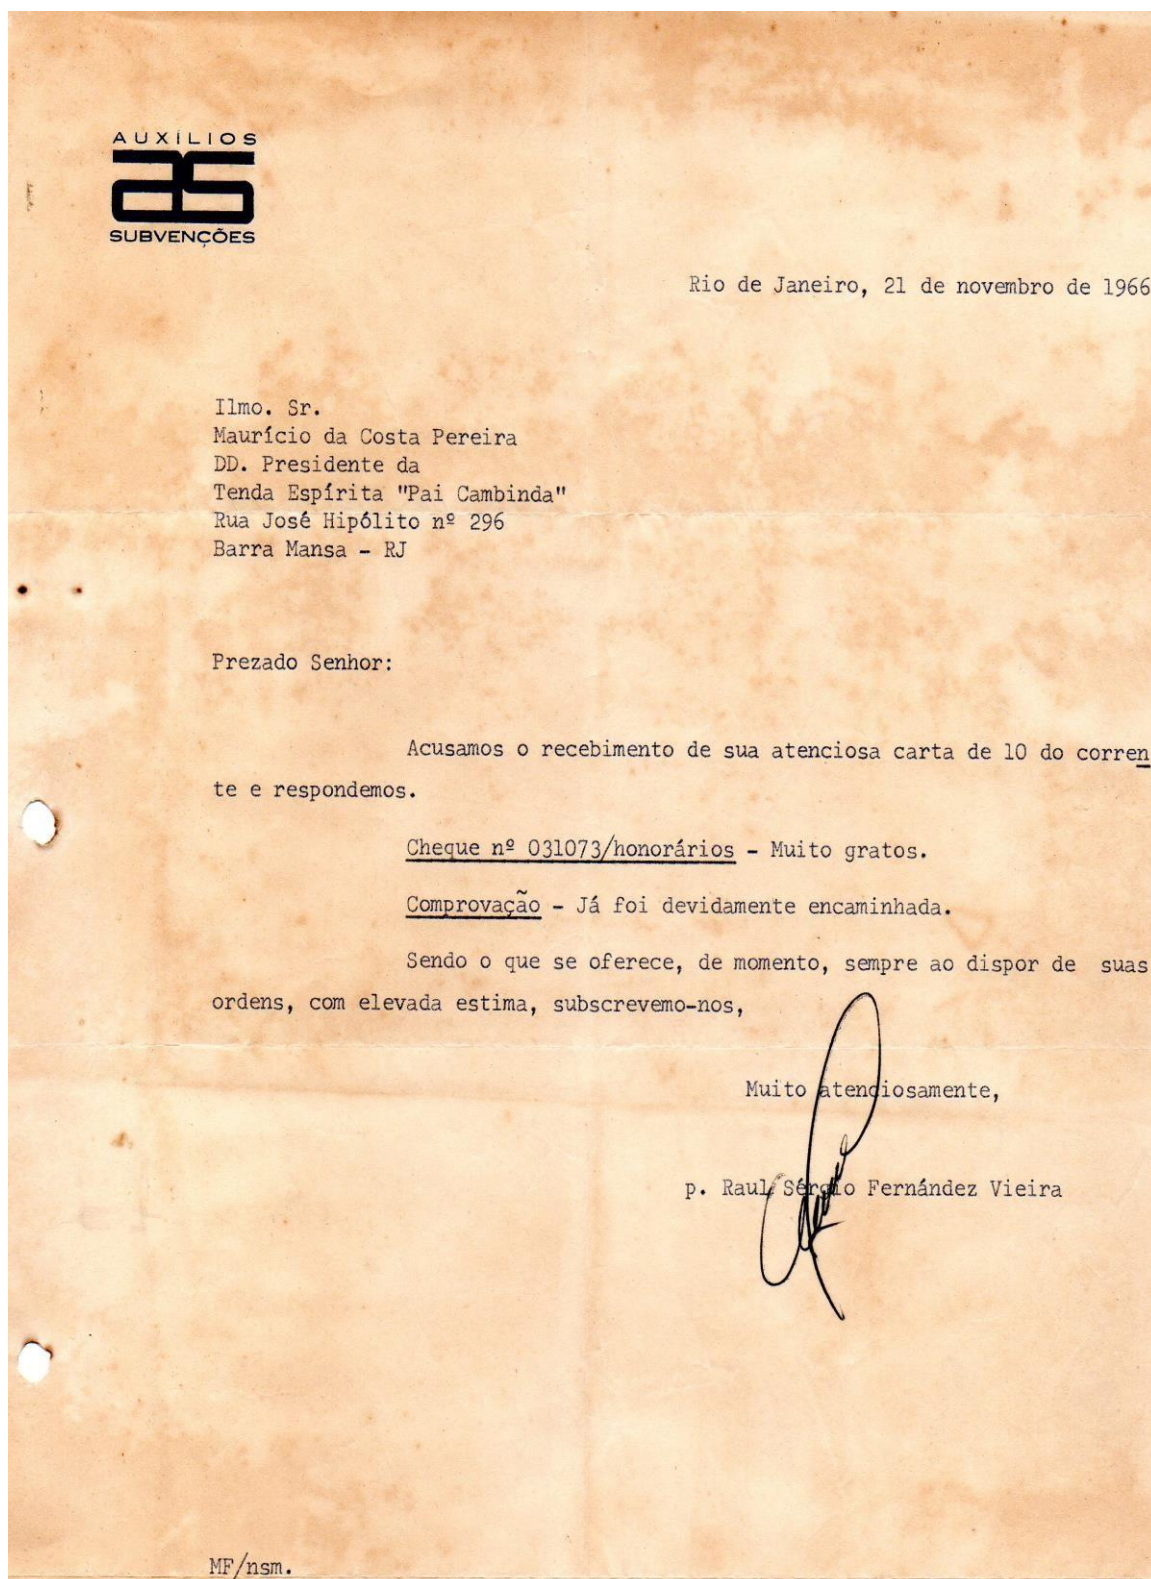 AUXÍLIOS
as
SUBVENÇÕES
Rio de Janeiro, 21 de novembro de 1966
Ilmo. Sr.
Maurício da Costa Pereira
DD. Presidente da
Tenda Espírita "Pai Cambinda"
Rua José Hipólito nº 296
Barra Mansa - RJ
Prezado Senhor:
Acusamos o recebimento de sua atenciosa carta de 10 do corren
te e respondemos.
Cheque nº 031073/honorários - Muito gratos.
Comprovação - Já foi devidamente encaminhada.
Sendo o que se oferece, de momento, sempre ao dispor de suas
ordens, com elevada estima, subscrevemo-nos,
Muito atenciosamente,
p. Raul Sérgio Fernández Vieira
MF/nsm.